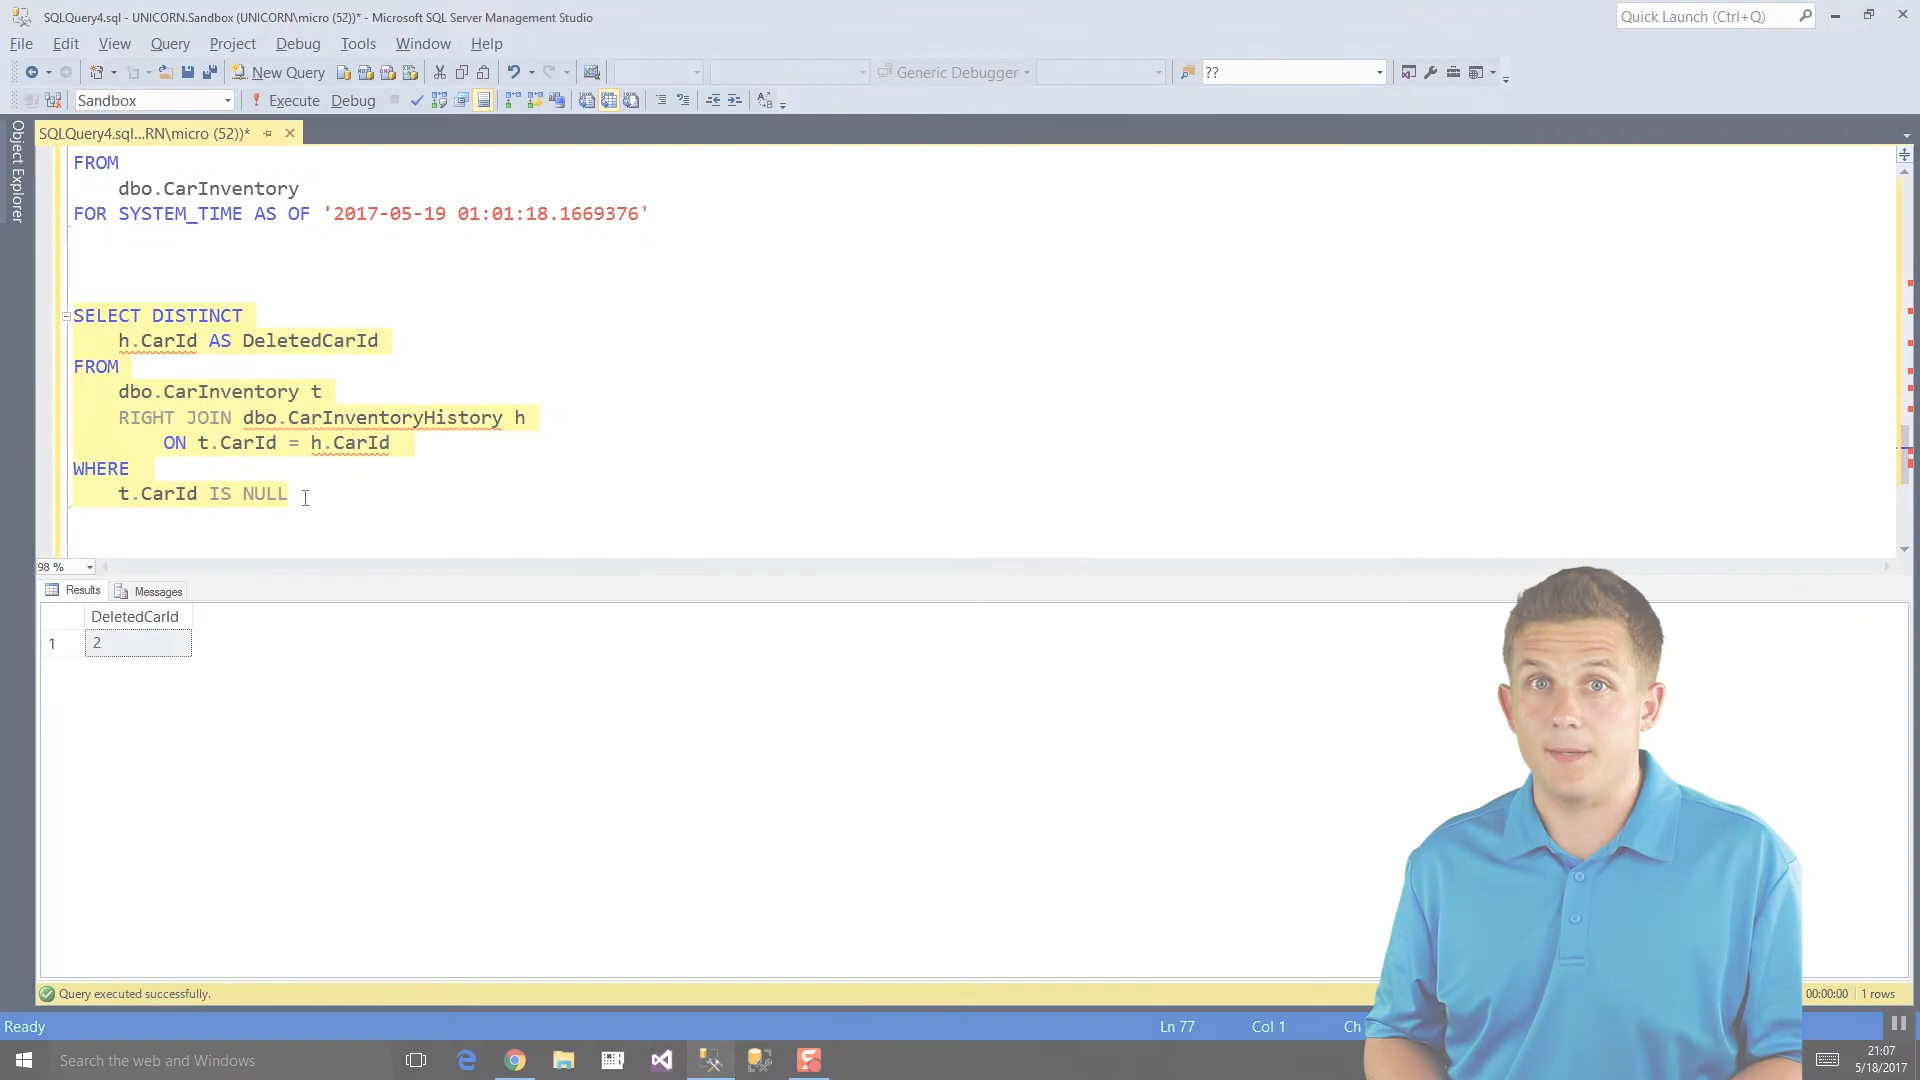 SQLQuery4.sql - UNICORN.Sandbox (UNICORN\micro (52))* - Microsoft SQL Server Management Studio
Quick Launch (Ctrl+Q)
File Edit View Query Project Debug Tools Window Help
New Query
Generic Debugger
??
Sandbox
Execute Debug
Object Explorer
SQLQuery4.sql...RN\micro (52))*
FROM
dbo.CarInventory
FOR SYSTEM_TIME AS OF '2017-05-19 01:01:18.1669376'
SELECT DISTINCT
h.CarId AS DeletedCarId
FROM
dbo.CarInventory t
RIGHT JOIN dbo.CarInventoryHistory h
ON t.CarId = h.CarId
WHERE
t.CarId IS NULL
98 %
Results Messages
DeletedCarId
1 2
Query executed successfully.
00:00:00 1 rows
Ready
Ln 77 Col 1 Ch
Search the web and Windows
21:07
5/18/2017